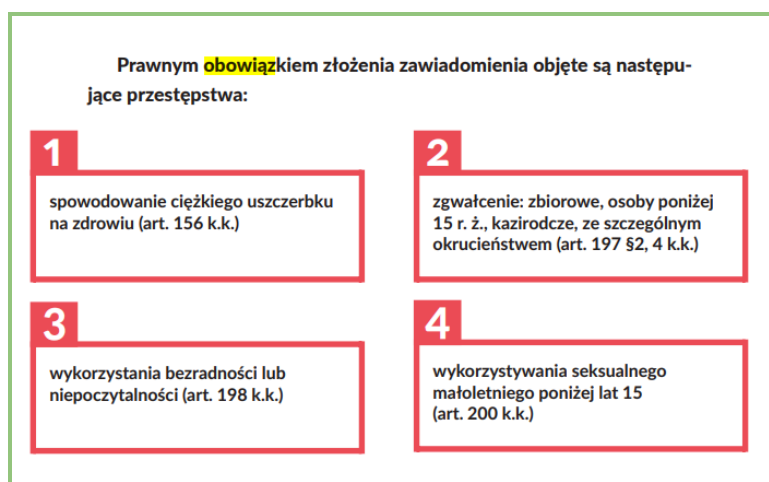 Prawnym obowiązkiem złożenia zawiadomienia objęte są następu-
jące przestępstwa:
1
spowodowanie ciężkiego uszczerbku
na zdrowiu (art. 156 k.k.)
2
zgwałcenie: zbiorowe, osoby poniżej
15 r. ż., kazirodcze, ze szczególnym
okrucieństwem (art. 197 §2, 4 k.k.)
3
wykorzystania bezradności lub
niepoczytalności (art. 198 k.k.)
4
wykorzystywania seksualnego
małoletniego poniżej lat 15
(art. 200 k.k.)